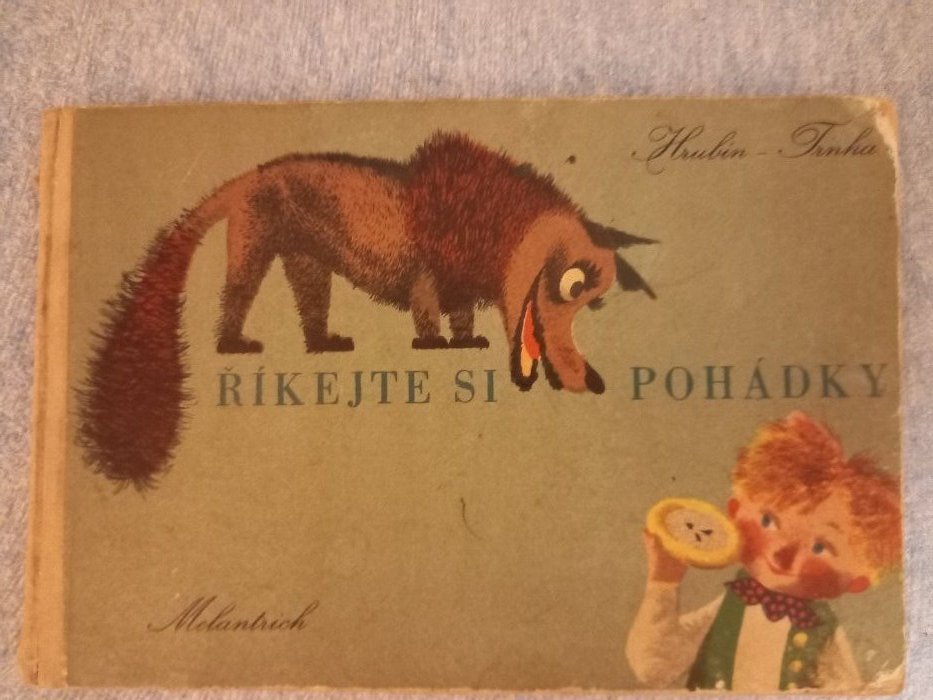 Hrubín - Trnka
ŘÍKEJTE SI POHÁDKY
Melantrich